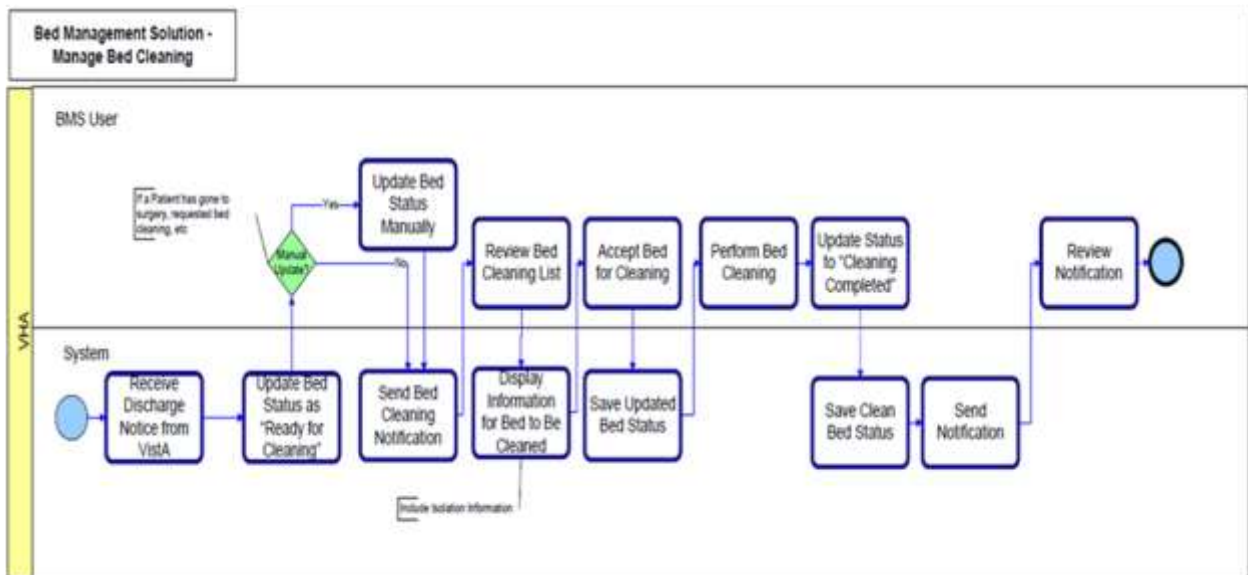 Bed Management Solution -
Manage Bed Cleaning
VHA
BMS User
If a Patient has gone to
surgery, requested bed
cleaning, etc
Manual
Update?
Yes
No
Update Bed
Status
Manually
Review Bed
Cleaning List
Accept Bed
for Cleaning
Perform Bed
Cleaning
Update Status
to "Cleaning
Completed"
Review
Notification
System
Receive
Discharge
Notice from
VistA
Update Bed
Status as
"Ready for
Cleaning"
Send Bed
Cleaning
Notification
Display
Information
for Bed to Be
Cleaned
Save Updated
Bed Status
Save Clean
Bed Status
Send
Notification
Include Isolation Information